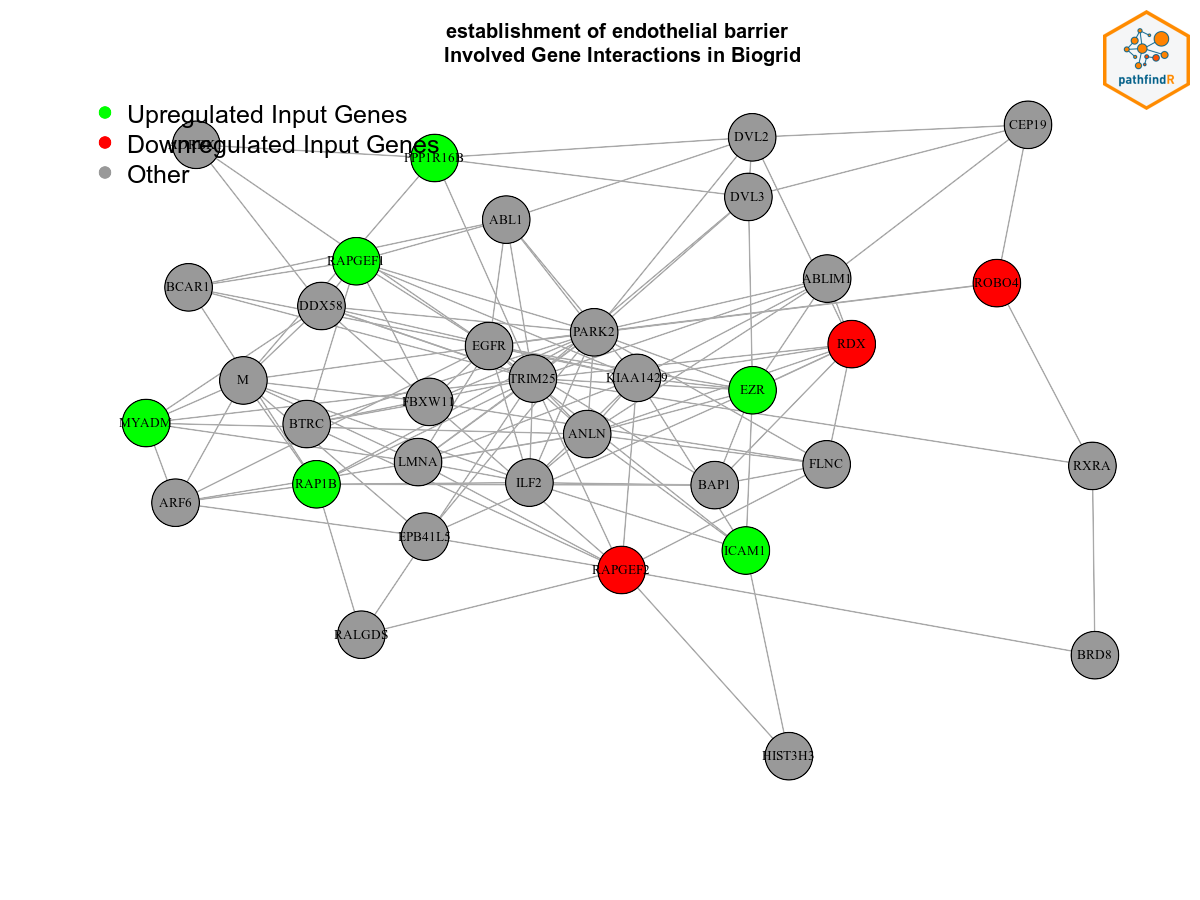 establishment of endothelial barrier
Involved Gene Interactions in Biogrid
pathfindR
Upregulated Input Genes
Downregulated Input Genes
Other
PPP1R16B
DVL2
CEP19
DVL3
ABL1
RAPGEF1
BCAR1
DDX58
ABLIM1
ROBO4
EGFR
PARK2
RDX
M
TRIM25
KIAA1429
EZR
FBXW11
MYADM
BTRC
ANLN
LMNA
FLNC
RXRA
RAP1B
ILF2
BAP1
ARF6
EPB41L5
ICAM1
RAPGEF2
RALGDS
BRD8
HIST3H3